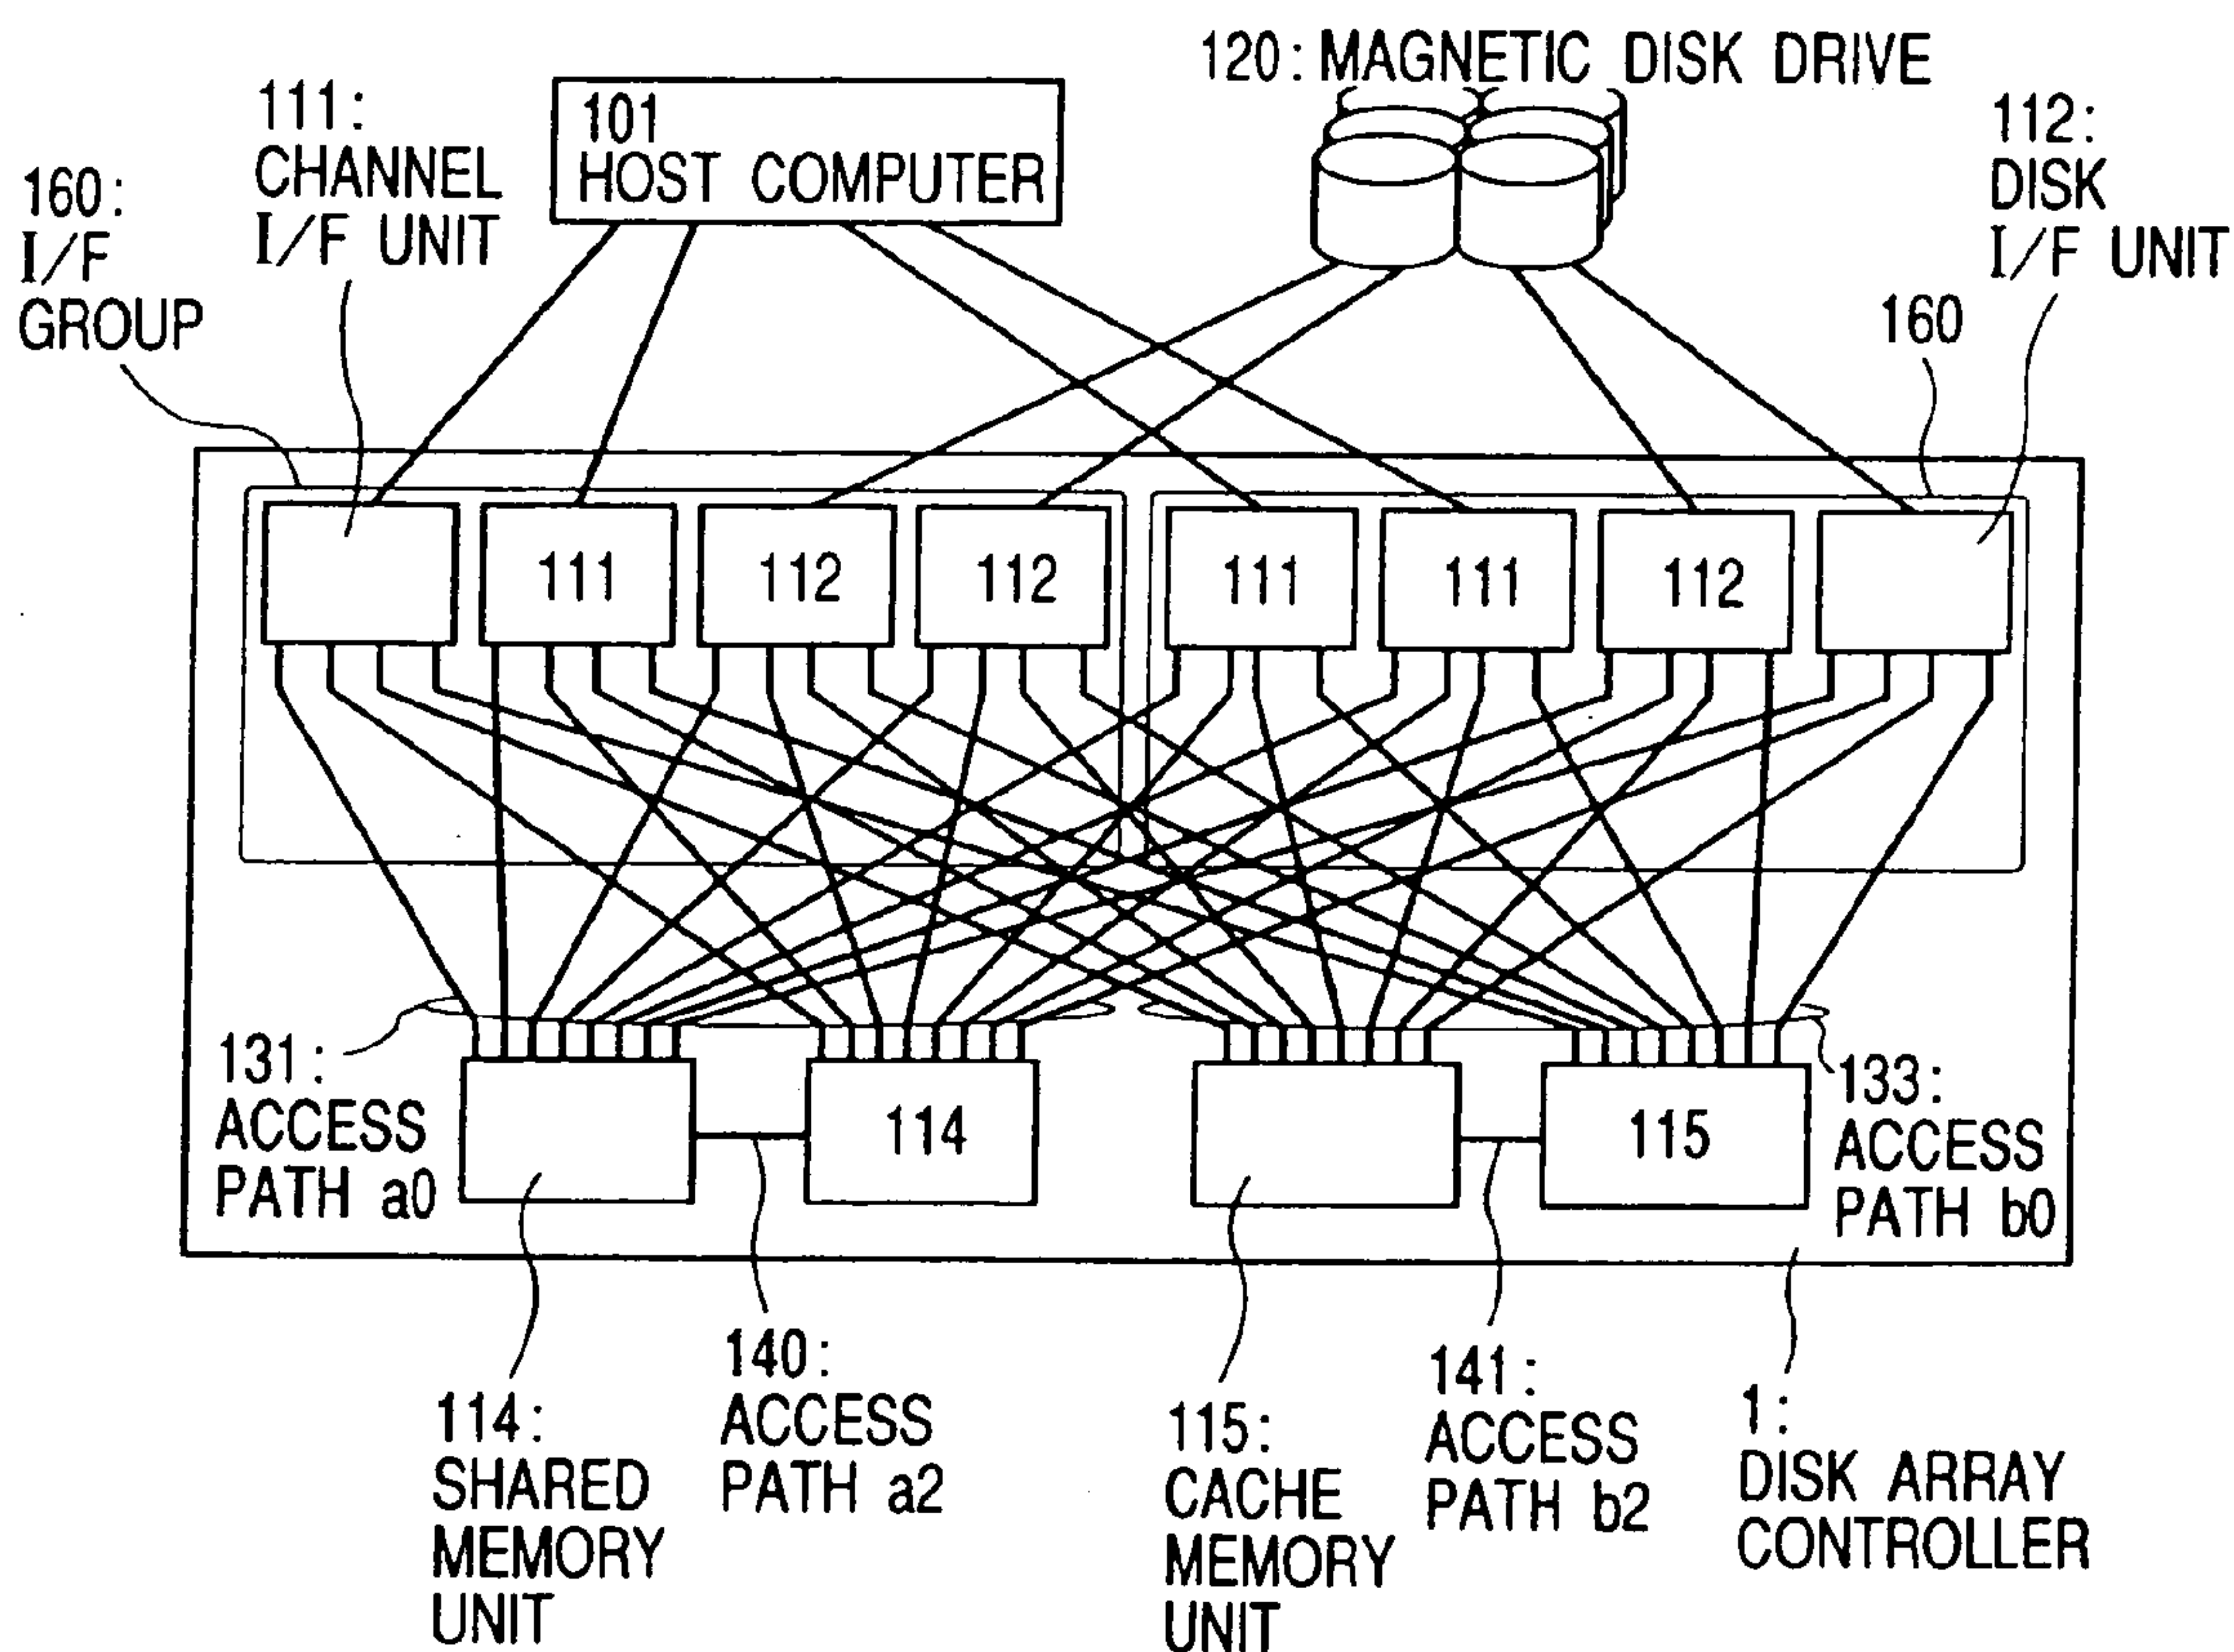 120: MAGNETIC DISK DRIVE
111:
CHANNEL
I/F UNIT
101
HOST COMPUTER
112:
DISK
I/F UNIT
160:
I/F
GROUP
160
111
112
112
111
111
112
131:
ACCESS
PATH a0
114
115
133:
ACCESS
PATH b0
114:
SHARED
MEMORY
UNIT
140:
ACCESS
PATH a2
115:
CACHE
MEMORY
UNIT
141:
ACCESS
PATH b2
1:
DISK ARRAY
CONTROLLER